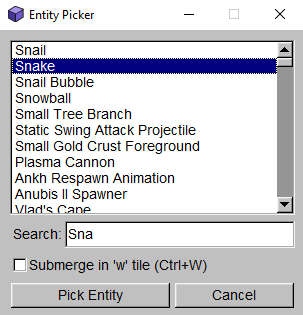 Entity Picker
Snail
Snake
Snail Bubble
Snowball
Small Tree Branch
Static Swing Attack Projectile
Small Gold Crust Foreground
Plasma Cannon
Ankh Respawn Animation
Anubis II Spawner
Vlad's Cape
Search: Sna
Submerge in 'w' tile (Ctrl+W)
Pick Entity Cancel